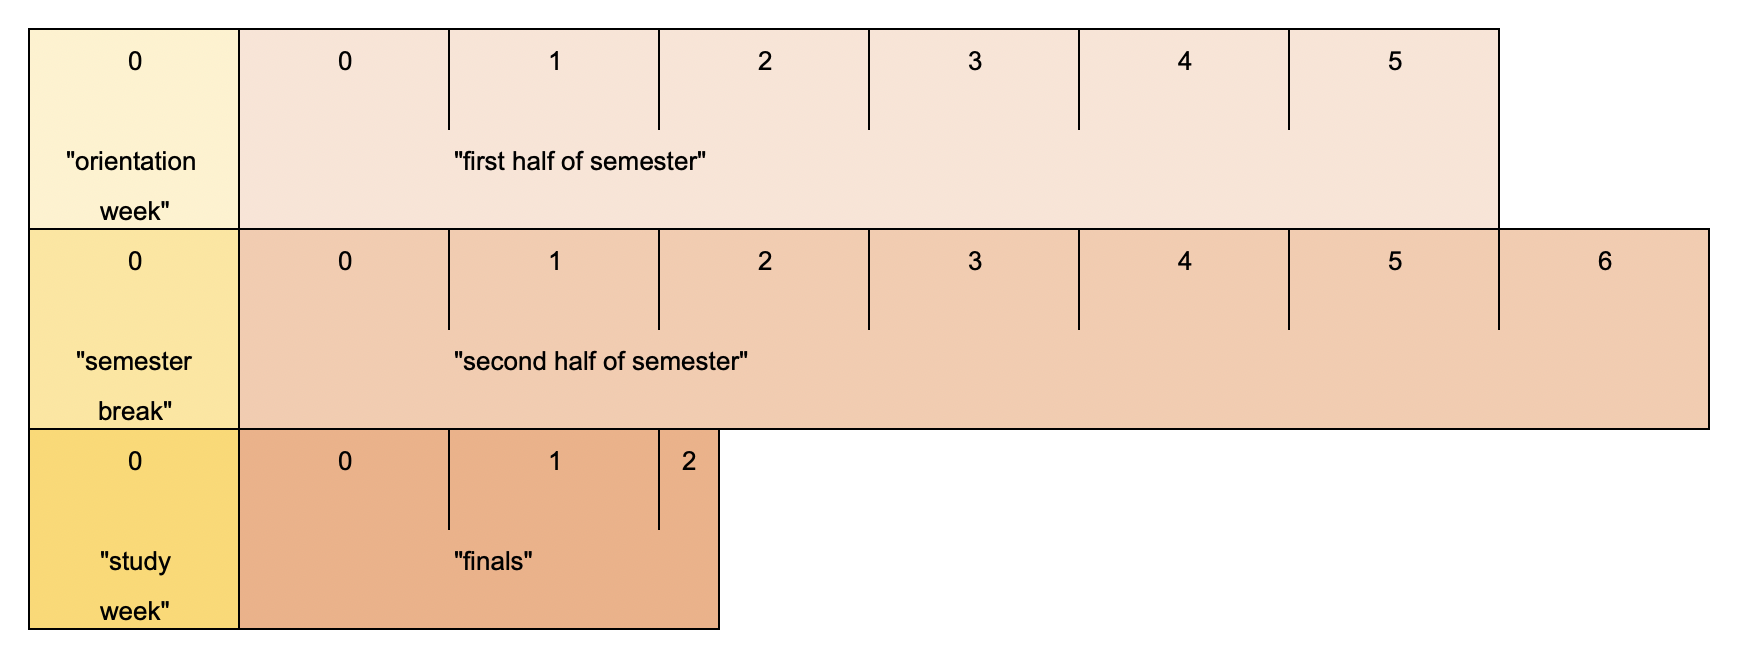 0 0 1 2 3 4 5
"orientation week" "first half of semester"
0 0 1 2 3 4 5 6
"semester break" "second half of semester"
0 0 1 2
"study week" "finals"